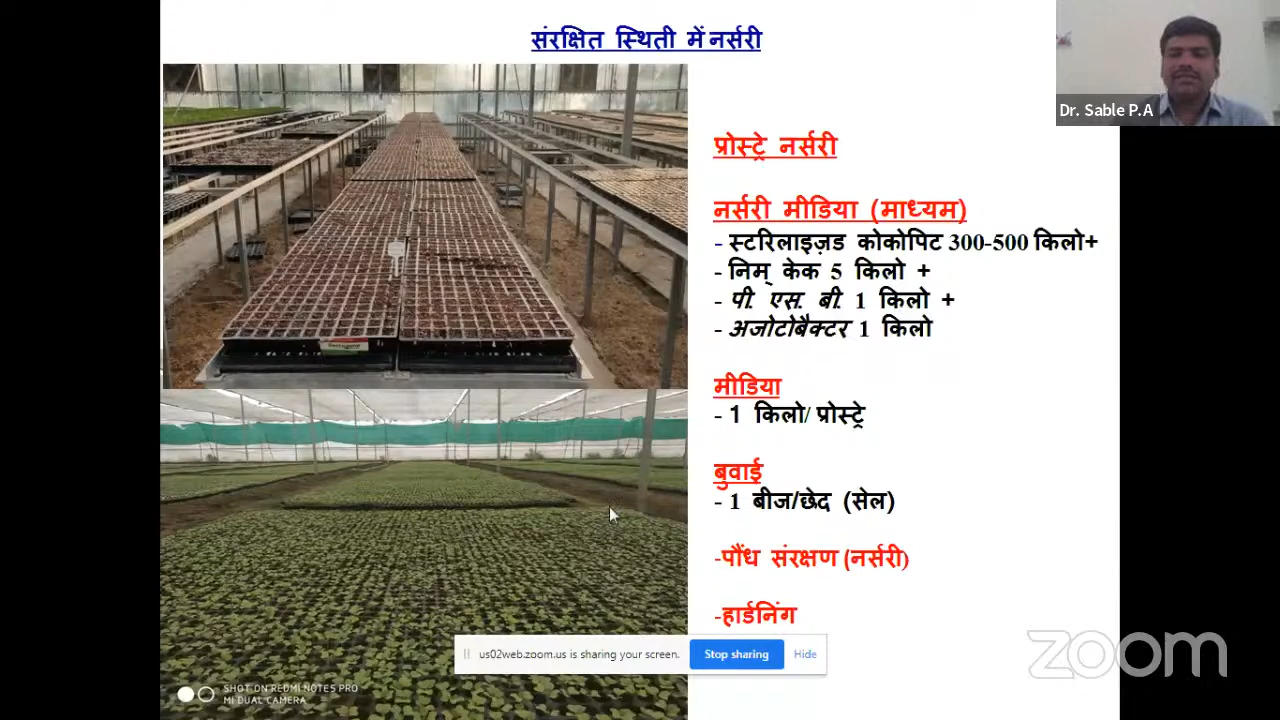 संरक्षित स्थिती में नर्सरी
Dr. Sable P.A
प्रोस्ट्रे नर्सरी
नर्सरी मीडिया (माध्यम)
- स्टरिलाइज़ड कोकोपिट 300-500 किलो+
- निम् केक 5 किलो +
- पी. एस. बी. 1 किलो +
- अजोटोबैक्टर 1 किलो
मीडिया
- 1 किलो/ प्रोस्ट्रे
बुवाई
- 1 बीज/छेद (सेल)
-पौंध संरक्षण (नर्सरी)
-हार्डनिंग
us02web.zoom.us is sharing your screen.
Stop sharing
Hide
zoom
SHOT ON REDMI NOTE5 PRO
MI DUAL CAMERA